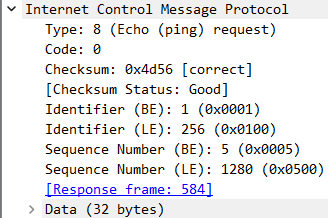 Internet Control Message Protocol
Type: 8 (Echo (ping) request)
Code: 0
Checksum: 0x4d56 [correct]
[Checksum Status: Good]
Identifier (BE): 1 (0x0001)
Identifier (LE): 256 (0x0100)
Sequence Number (BE): 5 (0x0005)
Sequence Number (LE): 1280 (0x0500)
[Response frame: 584]
Data (32 bytes)